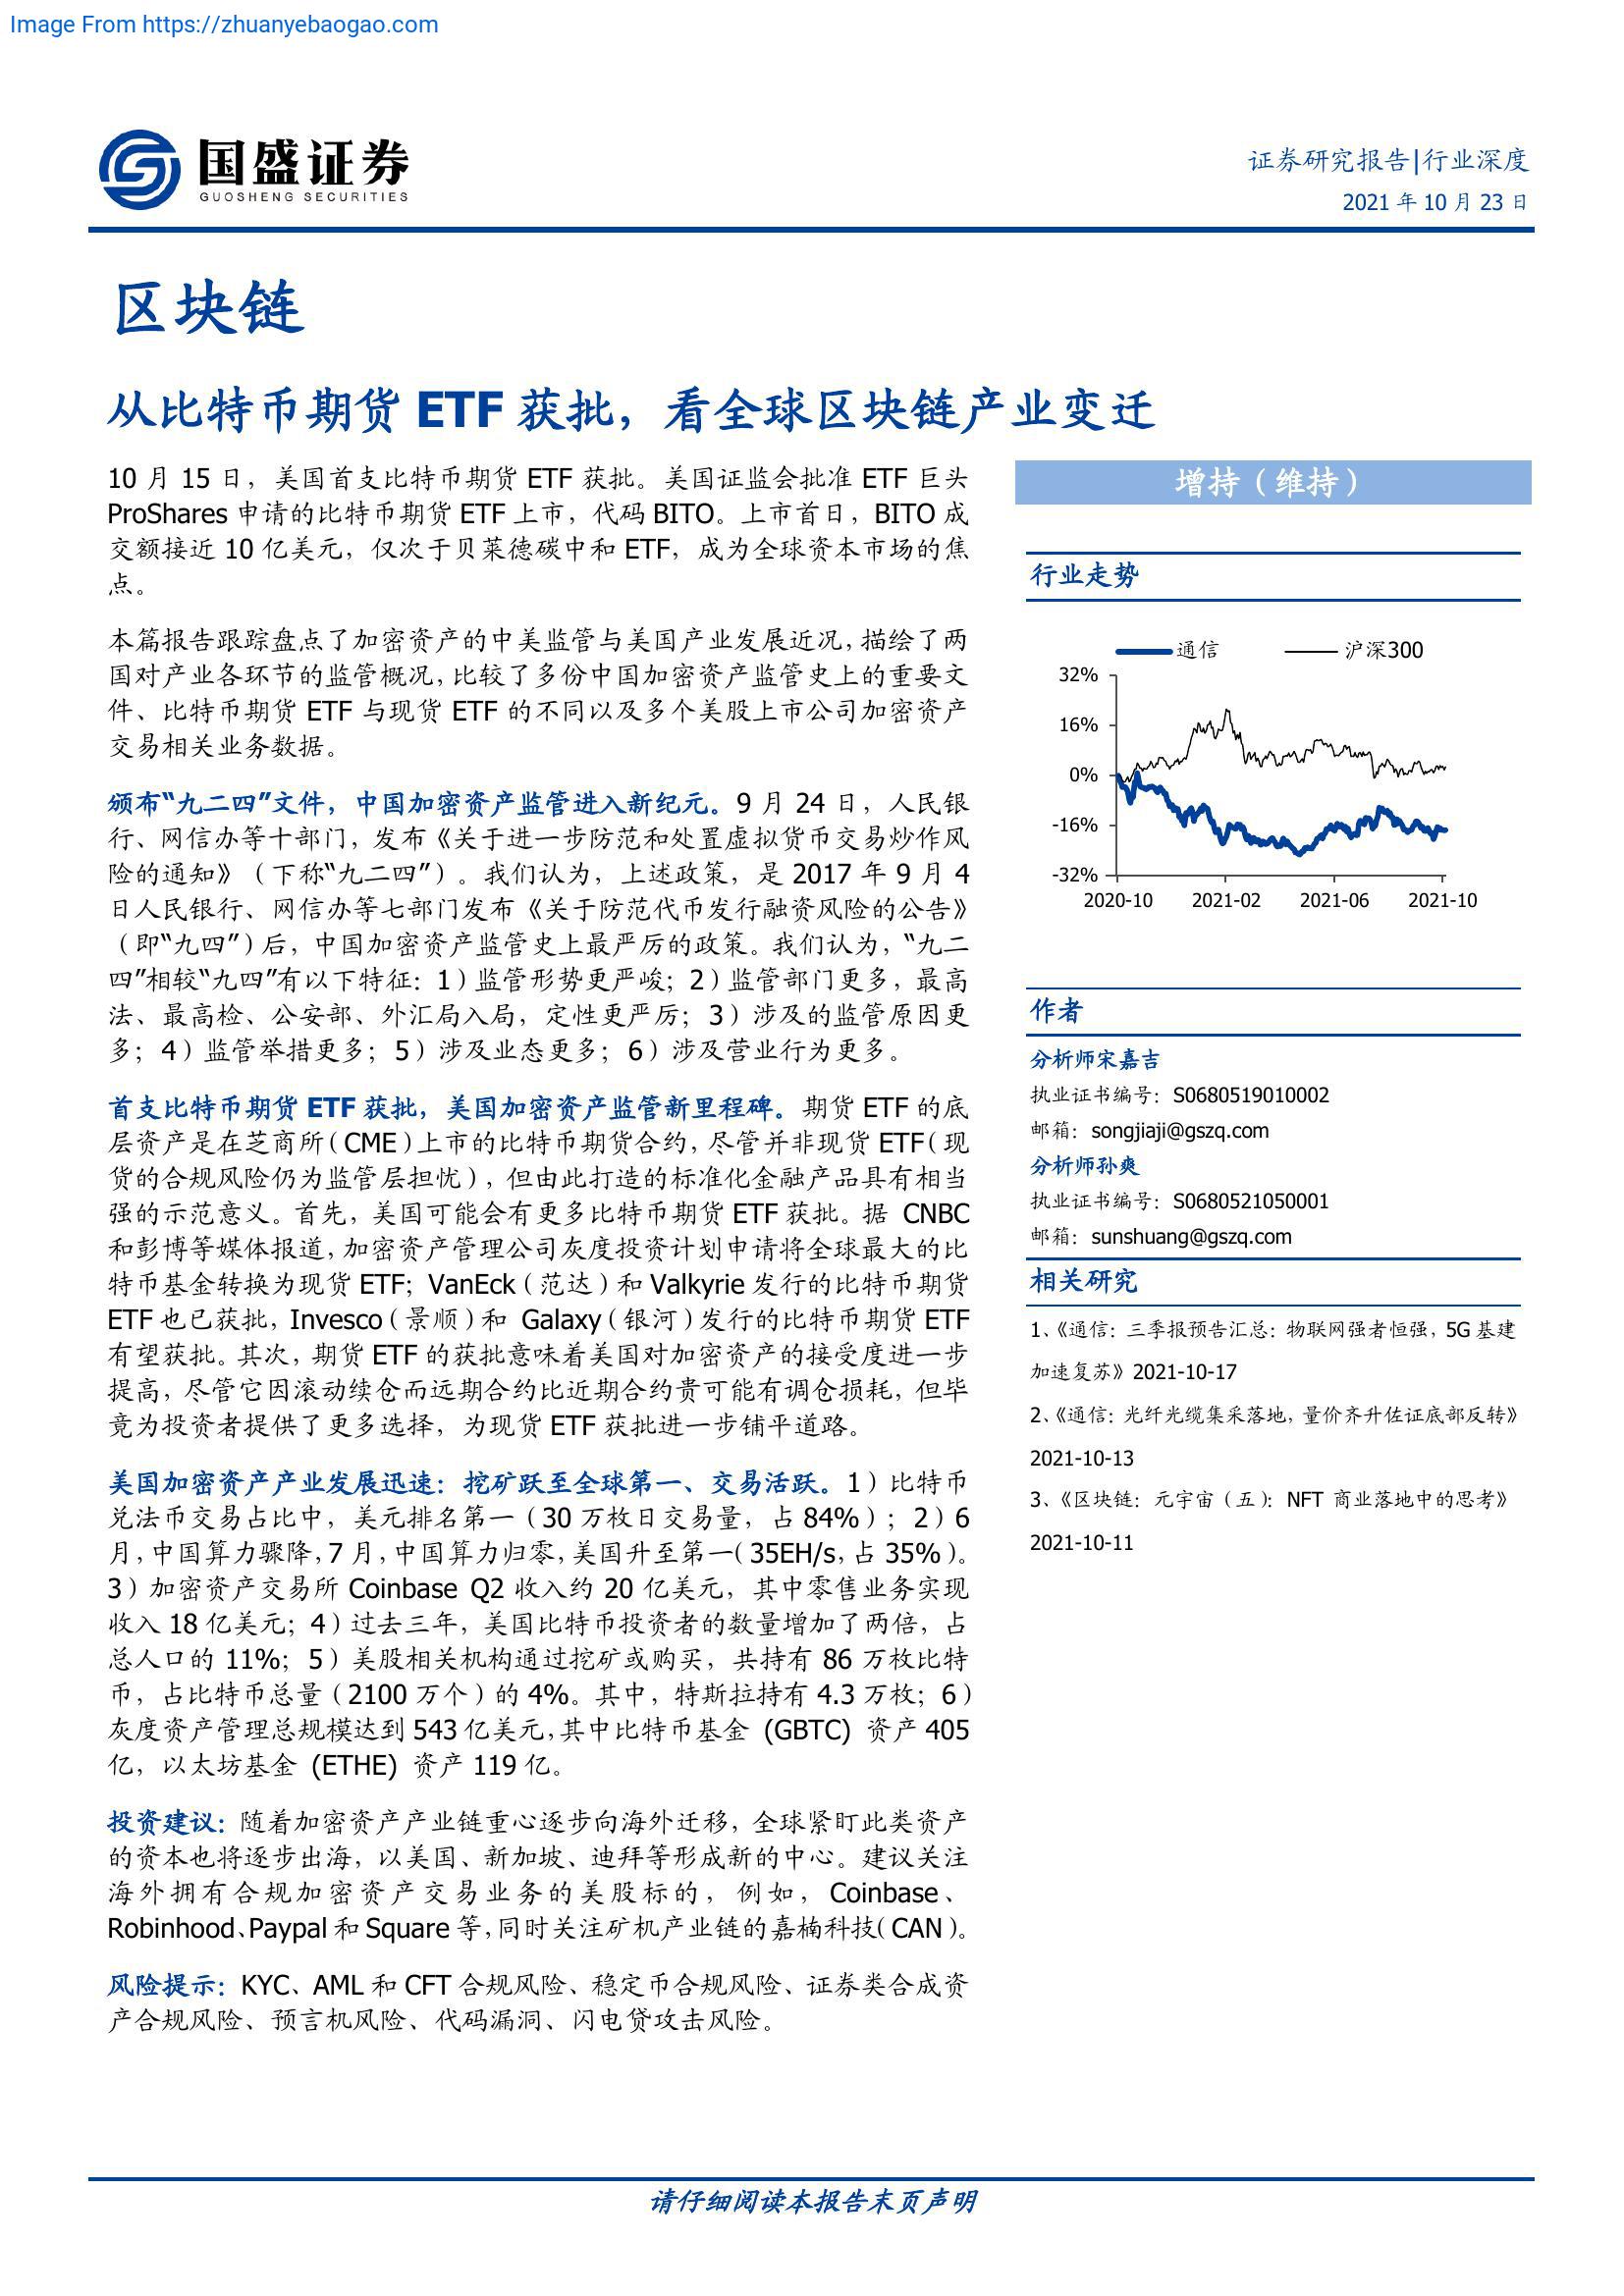 Image From https://zhuanyebaogao.com
国盛证券
GUOSHENG SECURITIES
证券研究报告|行业深度
2021 年 10 月 23 日
区块链
从比特币期货 ETF 获批，看全球区块链产业变迁
10 月 15 日，美国首支比特币期货 ETF 获批。美国证监会批准 ETF 巨头
ProShares 申请的比特币期货 ETF 上市，代码 BITO。上市首日，BITO 成
交额接近 10 亿美元，仅次于贝莱德碳中和 ETF，成为全球资本市场的焦
点。
本篇报告跟踪盘点了加密资产的中美监管与美国产业发展近况，描绘了两
国对产业各环节的监管概况，比较了多份中国加密资产监管史上的重要文
件、比特币期货 ETF 与现货 ETF 的不同以及多个美股上市公司加密资产
交易相关业务数据。
颁布“九二四”文件，中国加密资产监管进入新纪元。9 月 24 日，人民银
行、网信办等十部门，发布《关于进一步防范和处置虚拟货币交易炒作风
险的通知》（下称“九二四”）。我们认为，上述政策，是 2017 年 9 月 4
日人民银行、网信办等七部门发布《关于防范代币发行融资风险的公告》
（即“九四”）后，中国加密资产监管史上最严厉的政策。我们认为，“九二
四”相较“九四”有以下特征：1）监管形势更严峻；2）监管部门更多，最高
法、最高检、公安部、外汇局入局，定性更严厉；3）涉及的监管原因更
多；4）监管举措更多；5）涉及业态更多；6）涉及营业行为更多。
首支比特币期货 ETF 获批，美国加密资产监管新里程碑。期货 ETF 的底
层资产是在芝商所（CME）上市的比特币期货合约，尽管并非现货 ETF（现
货的合规风险仍为监管层担忧），但由此打造的标准化金融产品具有相当
强的示范意义。首先，美国可能会有更多比特币期货 ETF 获批。据 CNBC
和彭博等媒体报道，加密资产管理公司灰度投资计划申请将全球最大的比
特币基金转换为现货 ETF；VanEck（范达）和 Valkyrie 发行的比特币期货
ETF 也已获批，Invesco（景顺）和 Galaxy（银河）发行的比特币期货 ETF
有望获批。其次，期货 ETF 的获批意味着美国对加密资产的接受度进一步
提高，尽管它因滚动续仓而远期合约比近期合约贵可能有调仓损耗，但毕
竟为投资者提供了更多选择，为现货 ETF 获批进一步铺平道路。
美国加密资产产业发展迅速：挖矿跃至全球第一、交易活跃。1）比特币
兑法币交易占比中，美元排名第一（30 万枚日交易量，占 84%）；2）6
月，中国算力骤降，7 月，中国算力归零，美国升至第一（35EH/s，占 35%）。
3）加密资产交易所 Coinbase Q2 收入约 20 亿美元，其中零售业务实现
收入 18 亿美元；4）过去三年，美国比特币投资者的数量增加了两倍，占
总人口的 11%；5）美股相关机构通过挖矿或购买，共持有 86 万枚比特
币，占比特币总量（2100 万个）的 4%。其中，特斯拉持有 4.3 万枚；6）
灰度资产管理总规模达到 543 亿美元，其中比特币基金 (GBTC) 资产 405
亿，以太坊基金 (ETHE) 资产 119 亿。
投资建议：随着加密资产产业链重心逐步向海外迁移，全球紧盯此类资产
的资本也将逐步出海，以美国、新加坡、迪拜等形成新的中心。建议关注
海外拥有合规加密资产交易业务的美股标的，例如，Coinbase、
Robinhood、Paypal 和 Square 等，同时关注矿机产业链的嘉楠科技（CAN）。
风险提示：KYC、AML 和 CFT 合规风险、稳定币合规风险、证券类合成资
产合规风险、预言机风险、代码漏洞、闪电贷攻击风险。
增持（维持）
行业走势
通信 沪深300
32%
16%
0%
-16%
-32%
2020-10 2021-02 2021-06 2021-10
作者
分析师宋嘉吉
执业证书编号：S0680519010002
邮箱：songjiaji@gszq.com
分析师孙爽
执业证书编号：S0680521050001
邮箱：sunshuang@gszq.com
相关研究
1、《通信：三季报预告汇总：物联网强者恒强，5G 基建
加速复苏》2021-10-17
2、《通信：光纤光缆集采落地，量价齐升佐证底部反转》
2021-10-13
3、《区块链：元宇宙（五）：NFT 商业落地中的思考》
2021-10-11
请仔细阅读本报告末页声明